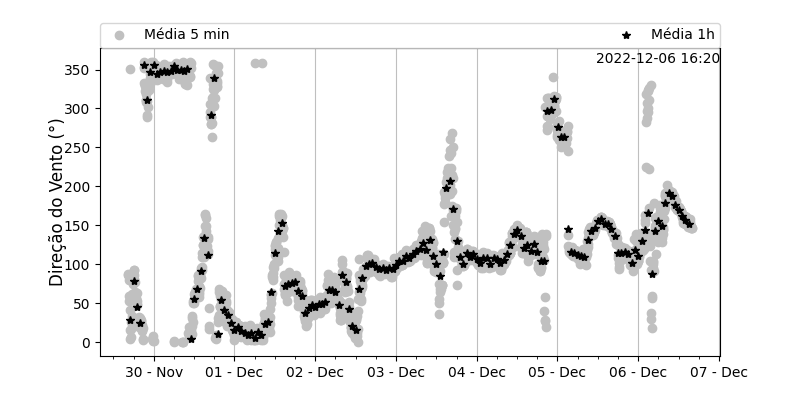 Média 5 min
Média 1h
2022-12-06 16:20
Direção do Vento (°)
350
300
250
200
150
100
50
0
30 - Nov
01 - Dec
02 - Dec
03 - Dec
04 - Dec
05 - Dec
06 - Dec
07 - Dec